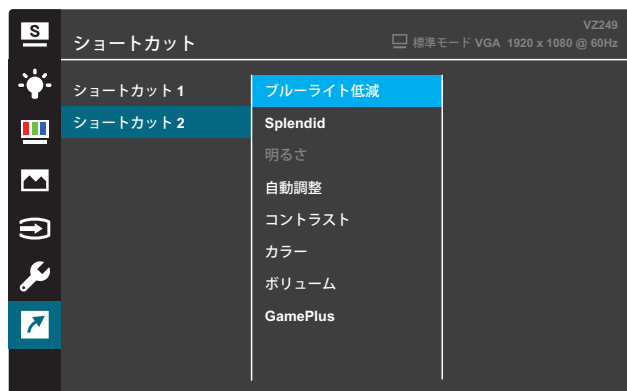 S
VZ249
ショートカット
標準モード VGA 1920 x 1080 @ 60Hz
ショートカット 1
ショートカット 2
ブルーライト低減
Splendid
明るさ
自動調整
コントラスト
カラー
ボリューム
GamePlus